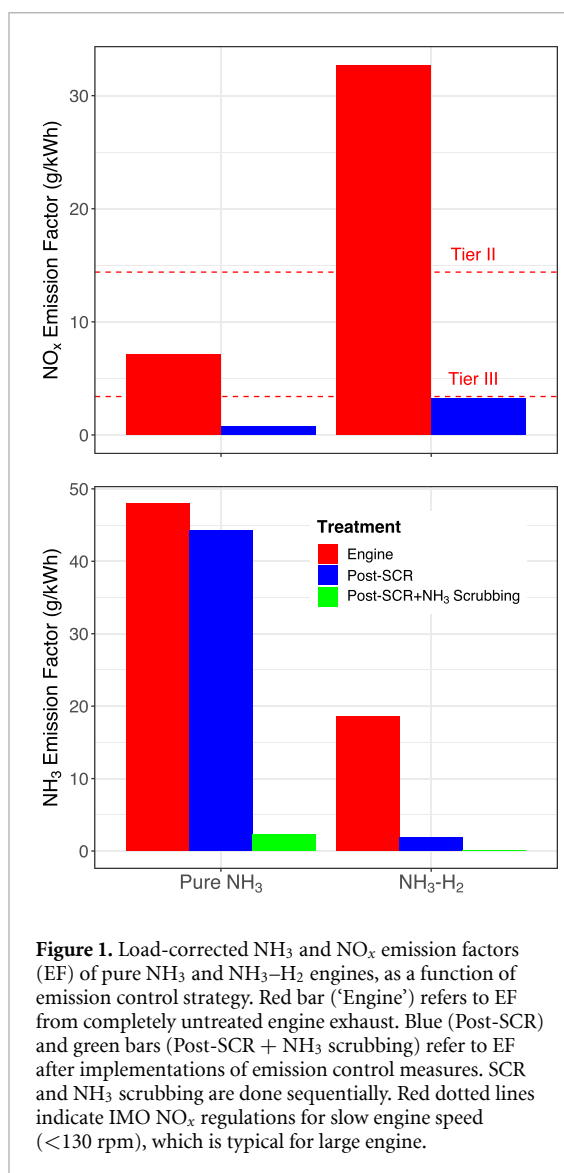 NOₓ Emission Factor (g/kWh)
30
20
10
0
Tier II
Tier III
NH₃ Emission Factor (g/kWh)
50
40
30
20
10
0
Treatment
Engine
Post-SCR
Post-SCR+NH₃ Scrubbing
Pure NH₃
NH₃-H₂
Figure 1. Load-corrected NH₃ and NOₓ emission factors
(EF) of pure NH₃ and NH₃–H₂ engines, as a function of
emission control strategy. Red bar (‘Engine’) refers to EF
from completely untreated engine exhaust. Blue (Post-SCR)
and green bars (Post-SCR + NH₃ scrubbing) refer to EF
after implementations of emission control measures. SCR
and NH₃ scrubbing are done sequentially. Red dotted lines
indicate IMO NOₓ regulations for slow engine speed
(<130 rpm), which is typical for large engine.